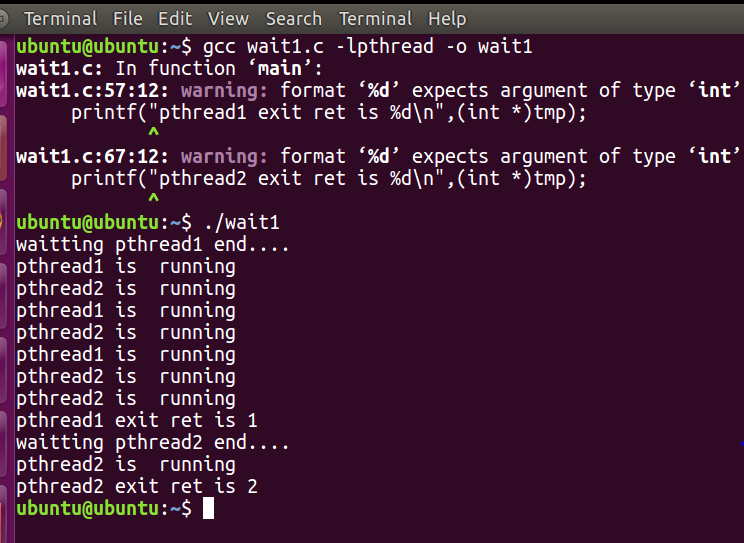 Terminal File Edit View Search Terminal Help
ubuntu@ubuntu:~$ gcc wait1.c -lpthread -o wait1
wait1.c: In function ‘main’:
wait1.c:57:12: warning: format ‘%d’ expects argument of type ‘int’
     printf("pthread1 exit ret is %d\n",(int *)tmp);
            ^
wait1.c:67:12: warning: format ‘%d’ expects argument of type ‘int’
     printf("pthread2 exit ret is %d\n",(int *)tmp);
            ^
ubuntu@ubuntu:~$ ./wait1
waitting pthread1 end....
pthread1 is  running
pthread2 is  running
pthread1 is  running
pthread2 is  running
pthread1 is  running
pthread2 is  running
pthread2 is  running
pthread1 exit ret is 1
waitting pthread2 end....
pthread2 is  running
pthread2 exit ret is 2
ubuntu@ubuntu:~$